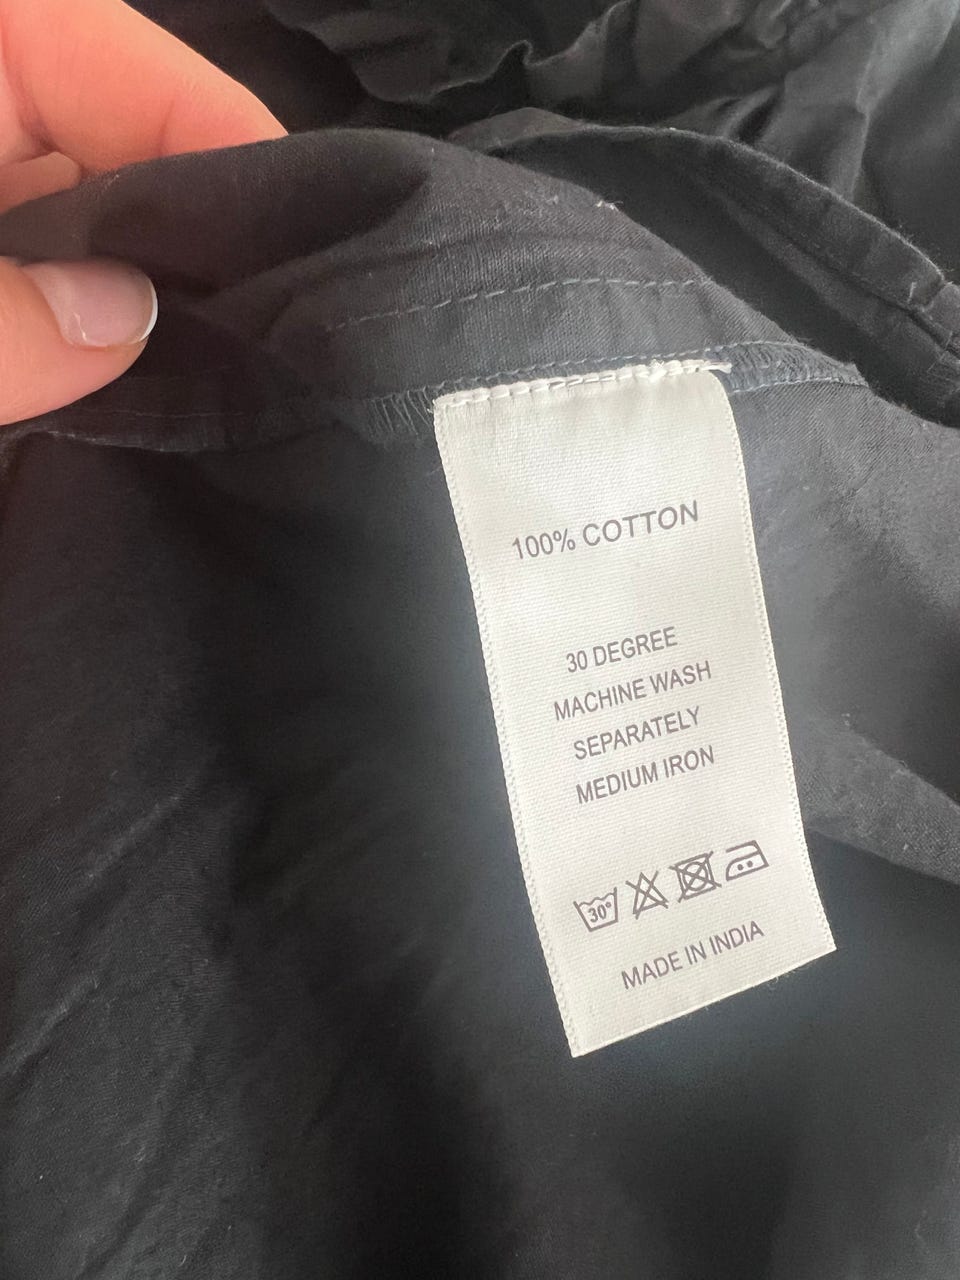 100% COTTON
30 DEGREE
MACHINE WASH
SEPARATELY
MEDIUM IRON
30°
MADE IN INDIA